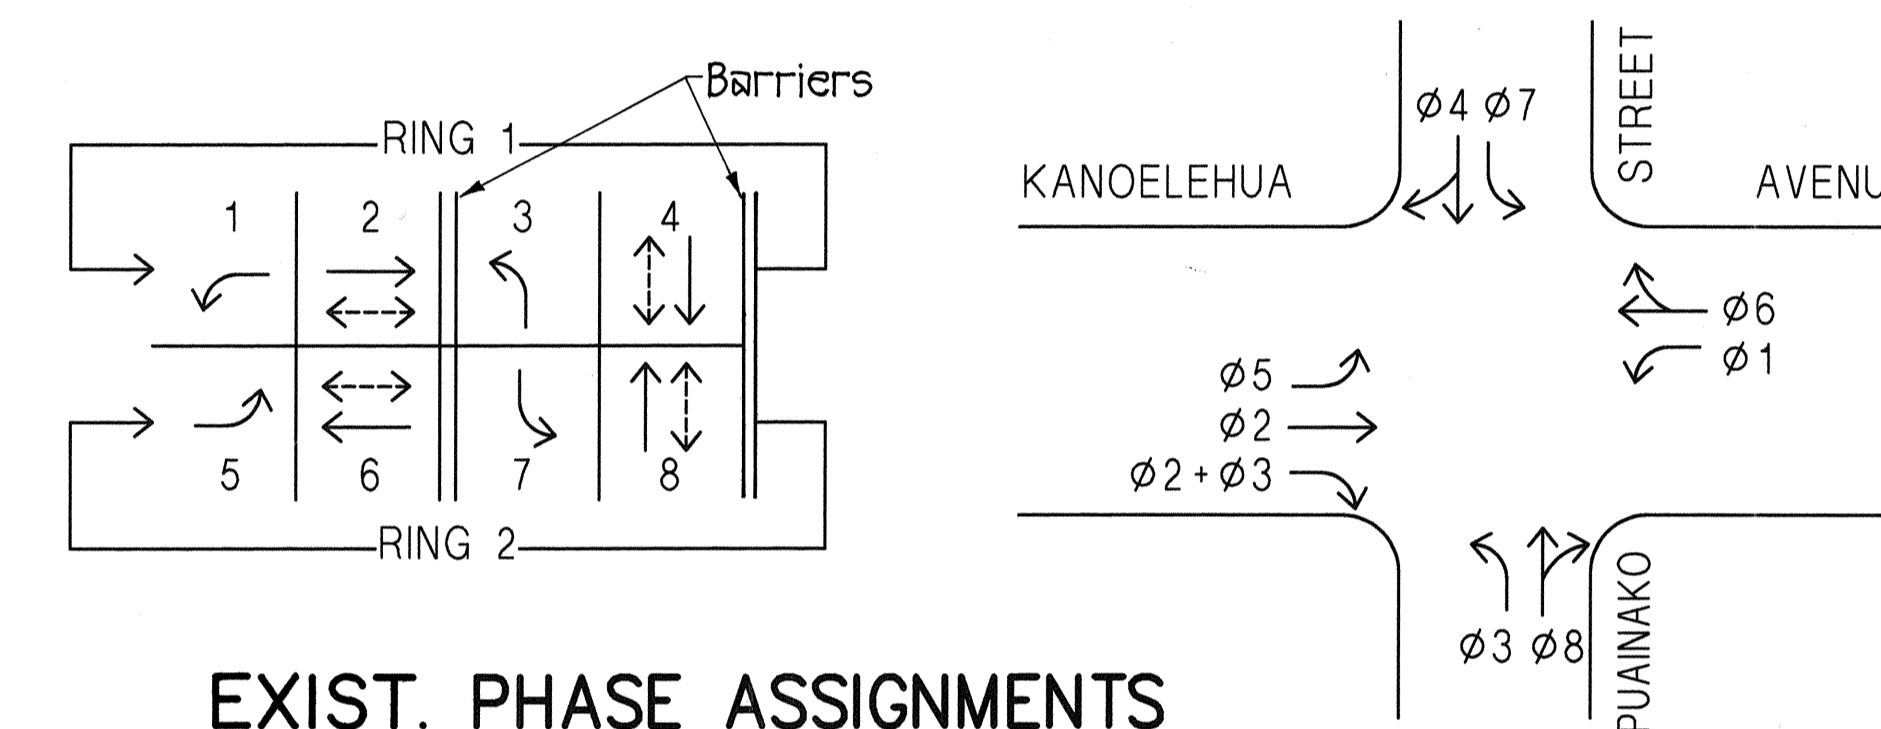 Barriers
RING 1
1 2 3 4
5 6 7 8
RING 2
EXIST. PHASE ASSIGNMENTS
Ø4 Ø7
STREET
KANOELEHUA
AVENU
Ø6
Ø1
Ø5
Ø2
Ø2 + Ø3
Ø3 Ø8
PUAINAKO